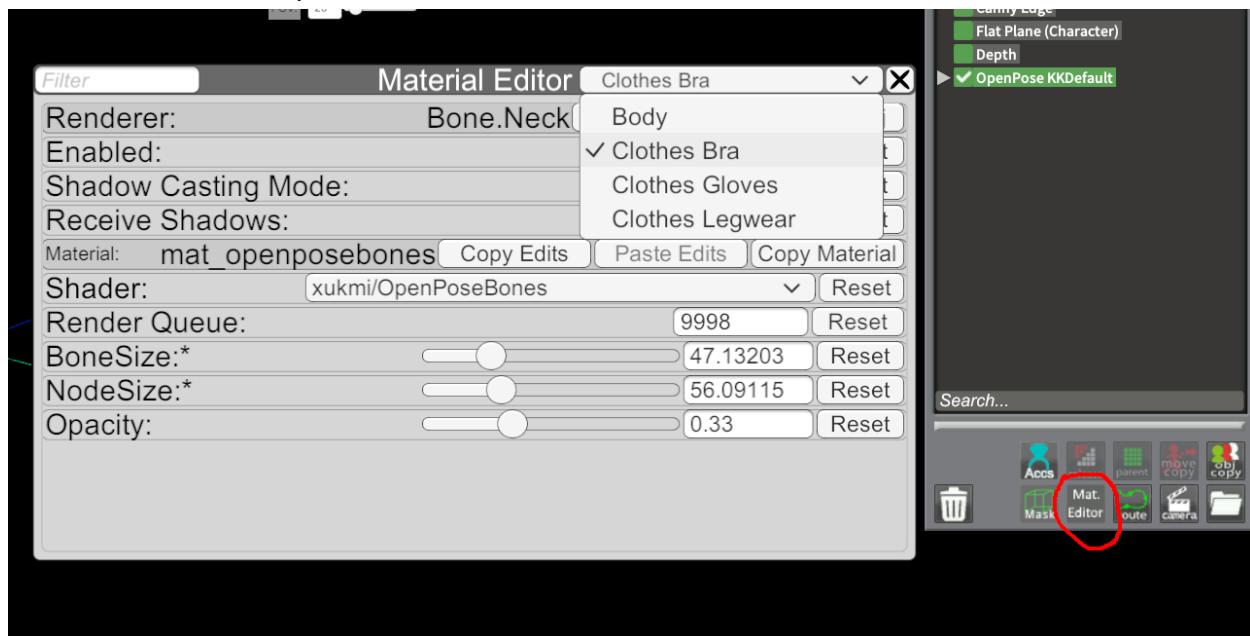 20
Canny Edge
Flat Plane (Character)
Depth
OpenPose KKDefault
Filter
Material Editor
Clothes Bra
X
Body
Clothes Bra
Clothes Gloves
Clothes Legwear
Renderer: Bone.Neck
Enabled:
Shadow Casting Mode:
Receive Shadows:
Material: mat_openposebones Copy Edits Paste Edits Copy Material
Shader: xukmi/OpenPoseBones Reset
Render Queue: 9998 Reset
BoneSize:* 47.13203 Reset
NodeSize:* 56.09115 Reset
Opacity: 0.33 Reset
Search...
Accs parent move copy obj copy
Mask Mat. Editor route camera